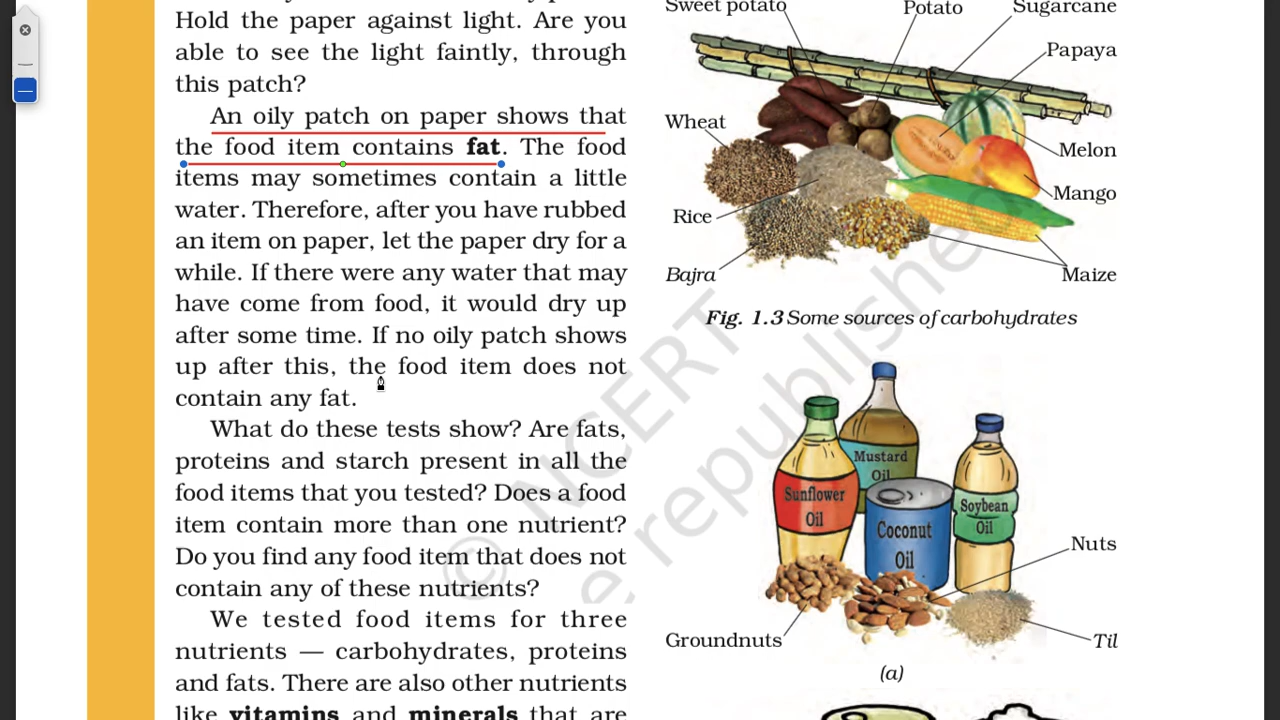 Hold the paper against light. Are you
able to see the light faintly, through
this patch?
An oily patch on paper shows that
the food item contains fat. The food
items may sometimes contain a little
water. Therefore, after you have rubbed
an item on paper, let the paper dry for a
while. If there were any water that may
have come from food, it would dry up
after some time. If no oily patch shows
up after this, the food item does not
contain any fat.
What do these tests show? Are fats,
proteins and starch present in all the
food items that you tested? Does a food
item contain more than one nutrient?
Do you find any food item that does not
contain any of these nutrients?
We tested food items for three
nutrients — carbohydrates, proteins
and fats. There are also other nutrients
like vitamins and minerals that are
Sweet potato
Potato
Sugarcane
Papaya
Wheat
Melon
Mango
Rice
Bajra
Maize
Fig. 1.3 Some sources of carbohydrates
Mustard
Oil
Sunflower
Oil
Soybean
Oil
Coconut
Oil
Nuts
Groundnuts
Til
(a)
© NCERT
e republished